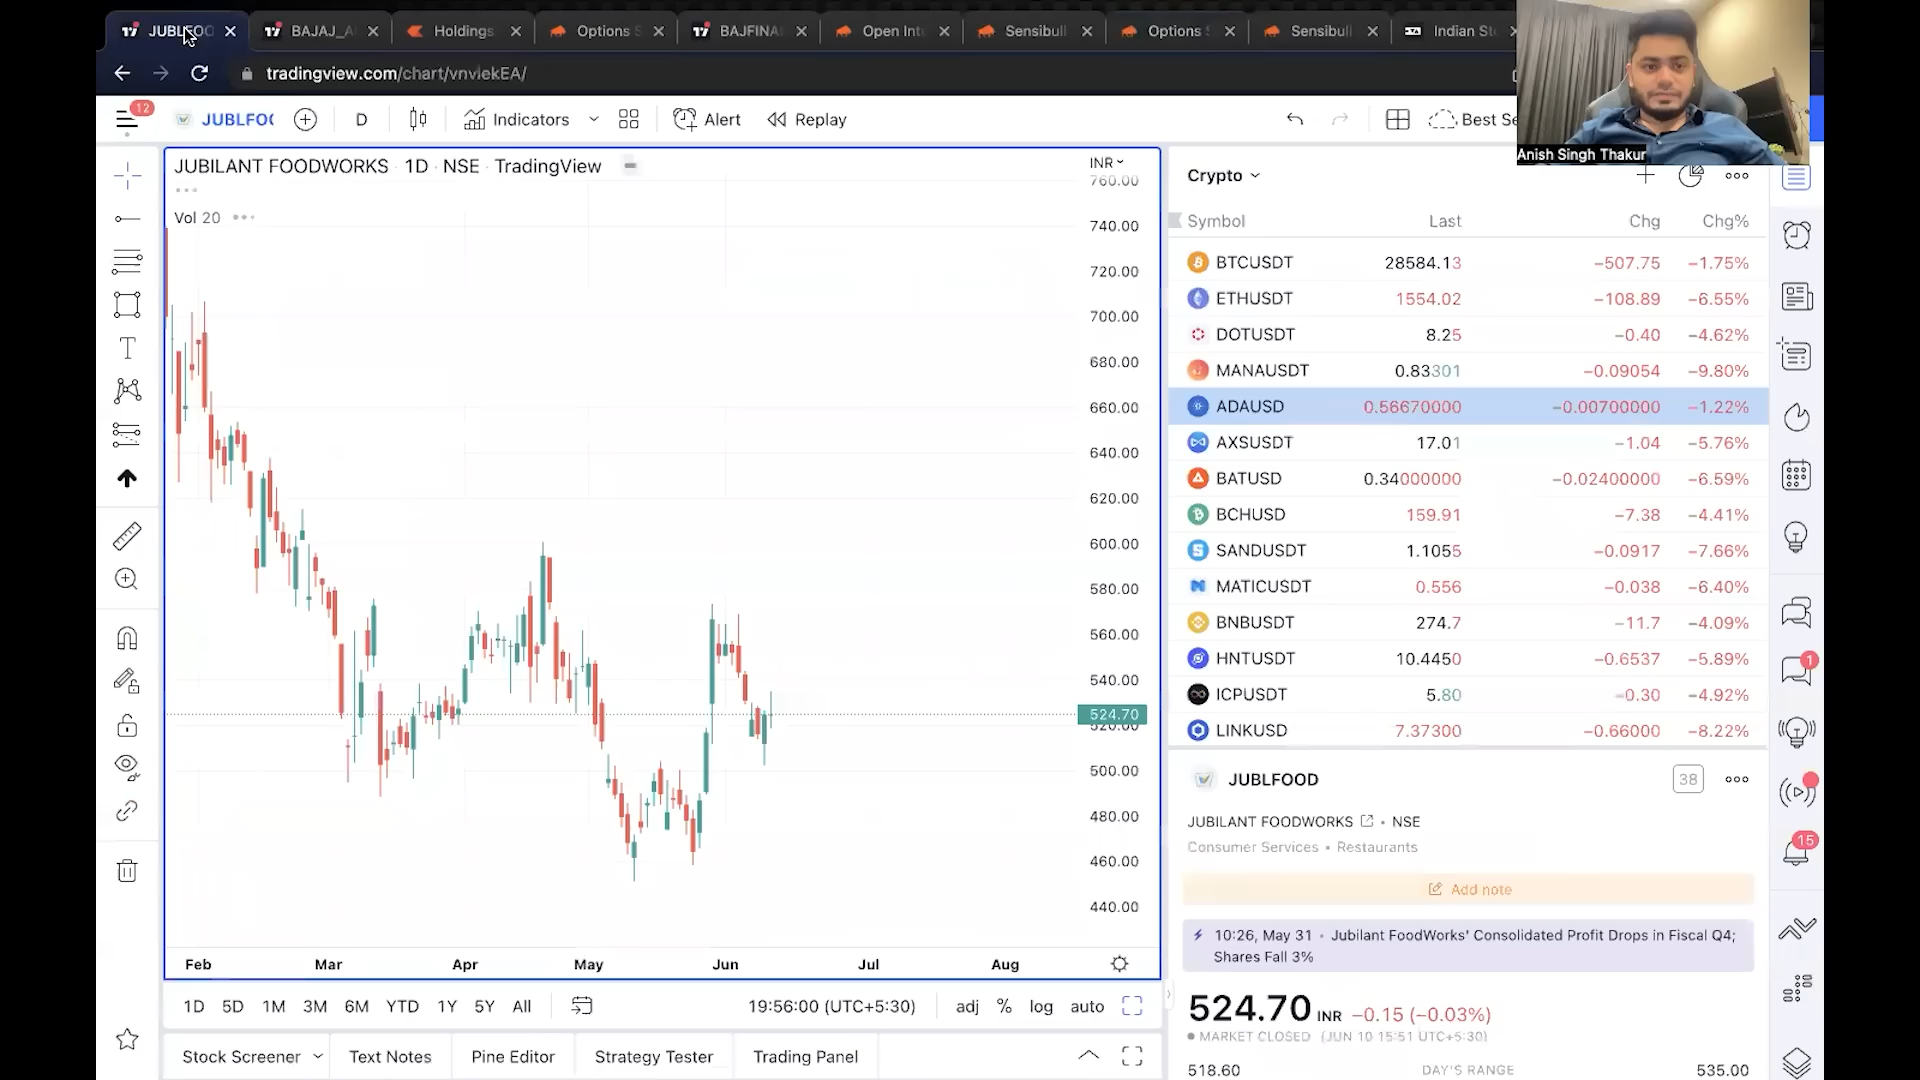 JUBLFOO
BAJAJ_A
Holdings
Options S
BAJFINA
Open Int
Sensibull
Options S
Sensibull
Indian St
tradingview.com/chart/vnvlekEA/
12
JUBLFO
D
Indicators
Alert
Replay
Best Se
Anish Singh Thakur
JUBILANT FOODWORKS 1D · NSE · TradingView
Vol 20
INR
760.00
740.00
720.00
700.00
680.00
660.00
640.00
620.00
600.00
580.00
560.00
540.00
524.70
520.00
500.00
480.00
460.00
440.00
Feb Mar Apr May Jun Jul Aug
1D 5D 1M 3M 6M YTD 1Y 5Y All
19:56:00 (UTC+5:30)
adj % log auto
Stock Screener Text Notes Pine Editor Strategy Tester Trading Panel
Crypto
Symbol Last Chg Chg%
BTCUSDT 28584.13 −507.75 −1.75%
ETHUSDT 1554.02 −108.89 −6.55%
DOTUSDT 8.25 −0.40 −4.62%
MANAUSDT 0.83301 −0.09054 −9.80%
ADAUSD 0.56670000 −0.00700000 −1.22%
AXSUSDT 17.01 −1.04 −5.76%
BATUSD 0.34000000 −0.02400000 −6.59%
BCHUSD 159.91 −7.38 −4.41%
SANDUSDT 1.1055 −0.0917 −7.66%
MATICUSDT 0.556 −0.038 −6.40%
BNBUSDT 274.7 −11.7 −4.09%
HNTUSDT 10.4450 −0.6537 −5.89%
ICPUSDT 5.80 −0.30 −4.92%
LINKUSD 7.37300 −0.66000 −8.22%
JUBLFOOD
38
JUBILANT FOODWORKS • NSE
Consumer Services • Restaurants
Add note
10:26, May 31 • Jubilant FoodWorks' Consolidated Profit Drops in Fiscal Q4;
Shares Fall 3%
524.70 INR −0.15 (−0.03%)
MARKET CLOSED (JUN 10 15:51 UTC+5:30)
518.60 DAY'S RANGE 535.00
1
15